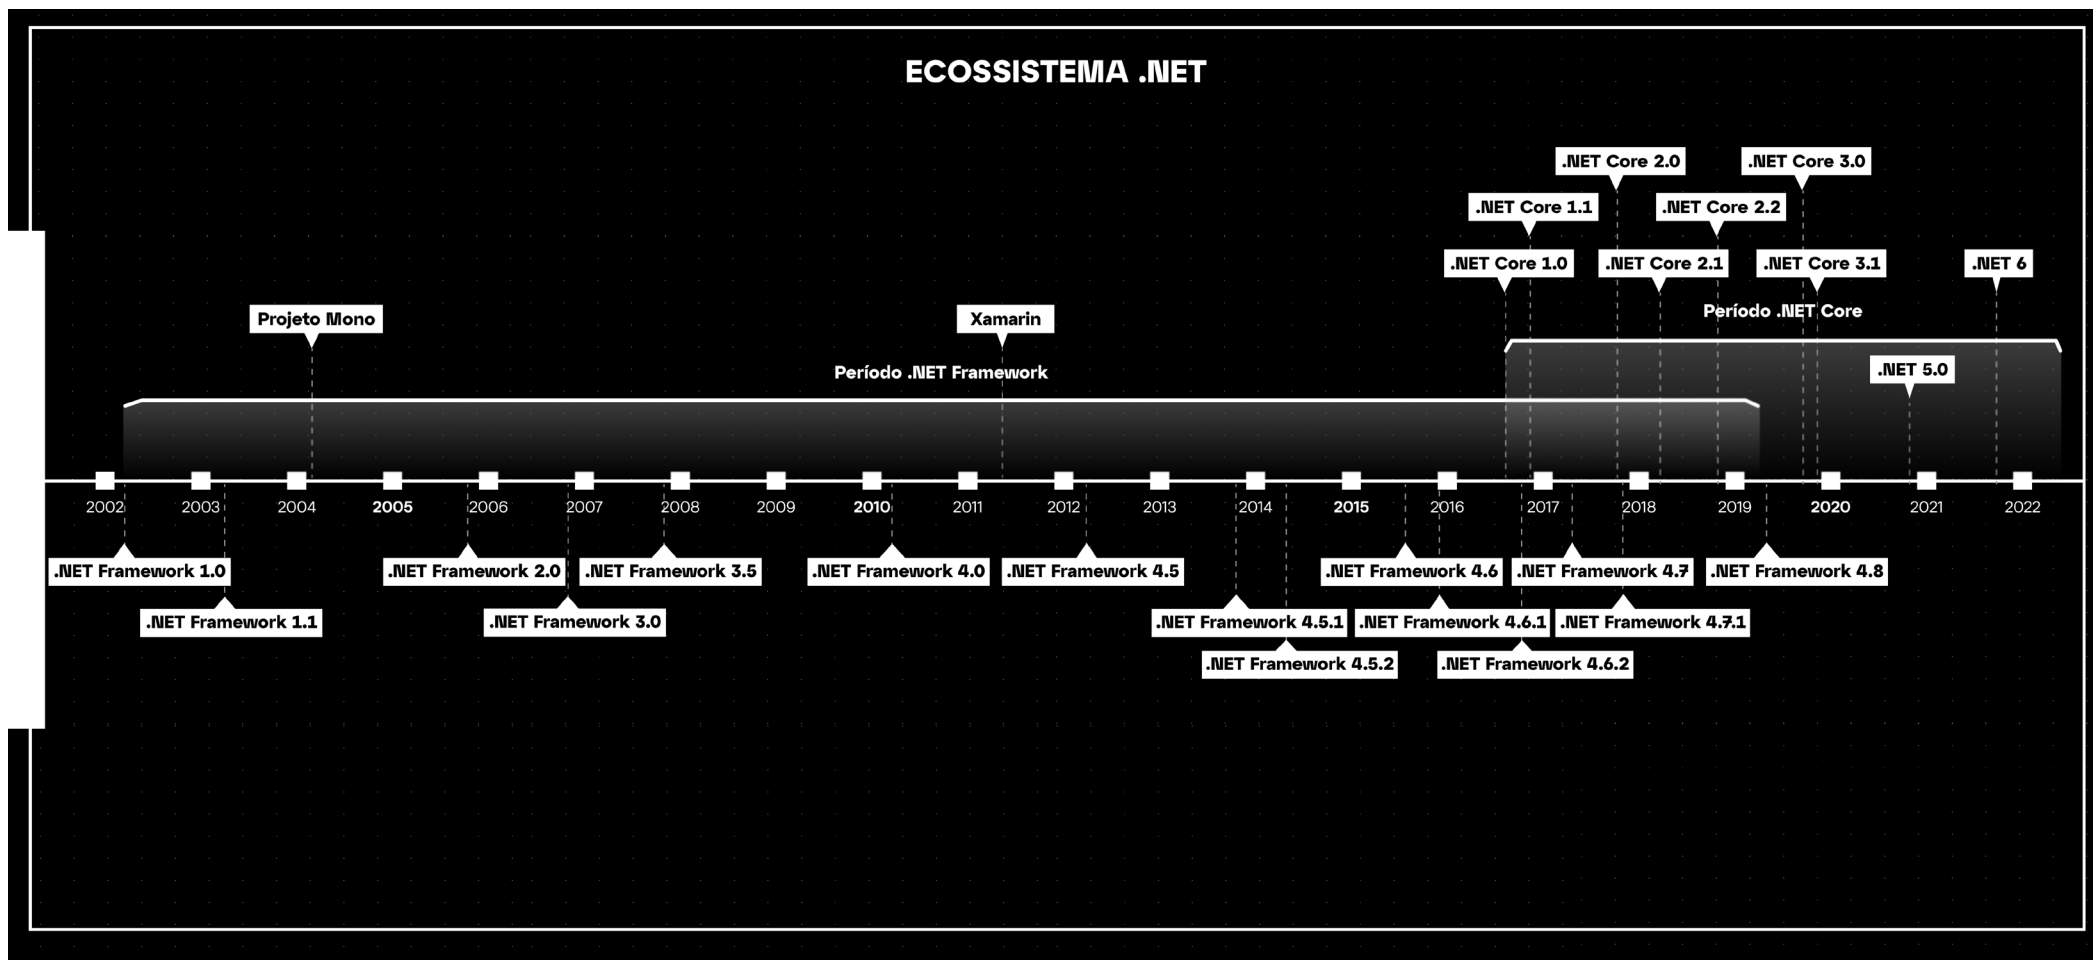 ECOSSISTEMA .NET
.NET Core 2.0
.NET Core 3.0
.NET Core 1.1
.NET Core 2.2
.NET Core 1.0
.NET Core 2.1
.NET Core 3.1
.NET 6
Período .NET Core
Projeto Mono
Xamarin
Período .NET Framework
.NET 5.0
2002
2003
2004
2005
2006
2007
2008
2009
2010
2011
2012
2013
2014
2015
2016
2017
2018
2019
2020
2021
2022
.NET Framework 1.0
.NET Framework 2.0
.NET Framework 3.5
.NET Framework 4.0
.NET Framework 4.5
.NET Framework 4.6
.NET Framework 4.7
.NET Framework 4.8
.NET Framework 1.1
.NET Framework 3.0
.NET Framework 4.5.1
.NET Framework 4.6.1
.NET Framework 4.7.1
.NET Framework 4.5.2
.NET Framework 4.6.2